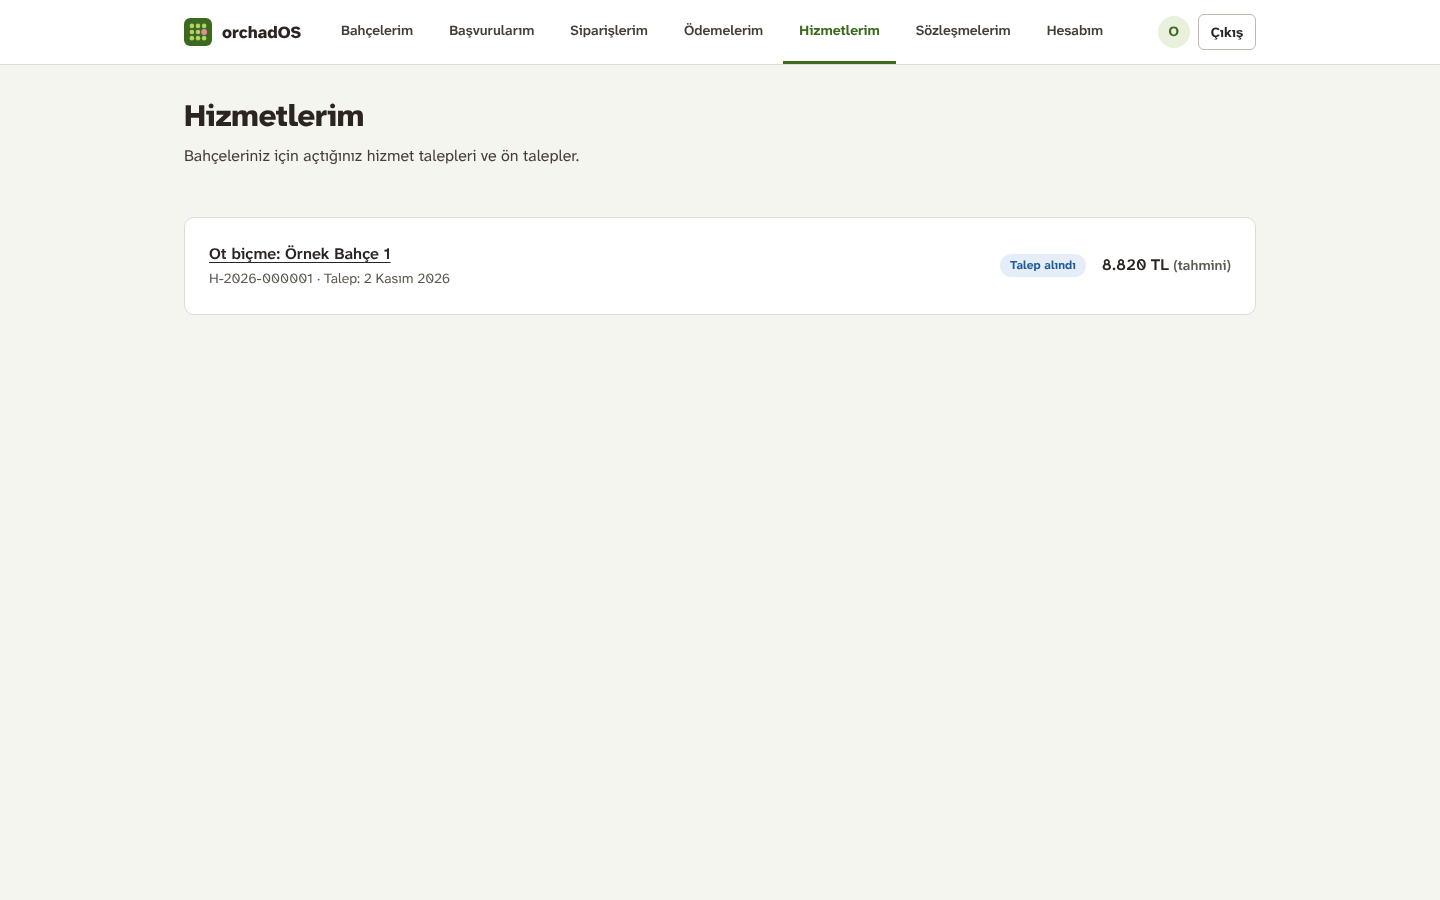 orchadOS
Bahçelerim
Başvurularım
Siparişlerim
Ödemelerim
Hizmetlerim
Sözleşmelerim
Hesabım
O
Çıkış
Hizmetlerim
Bahçeleriniz için açtığınız hizmet talepleri ve ön talepler.
Ot biçme: Örnek Bahçe 1
H-2026-000001 · Talep: 2 Kasım 2026
Talep alındı
8.820 TL (tahmini)